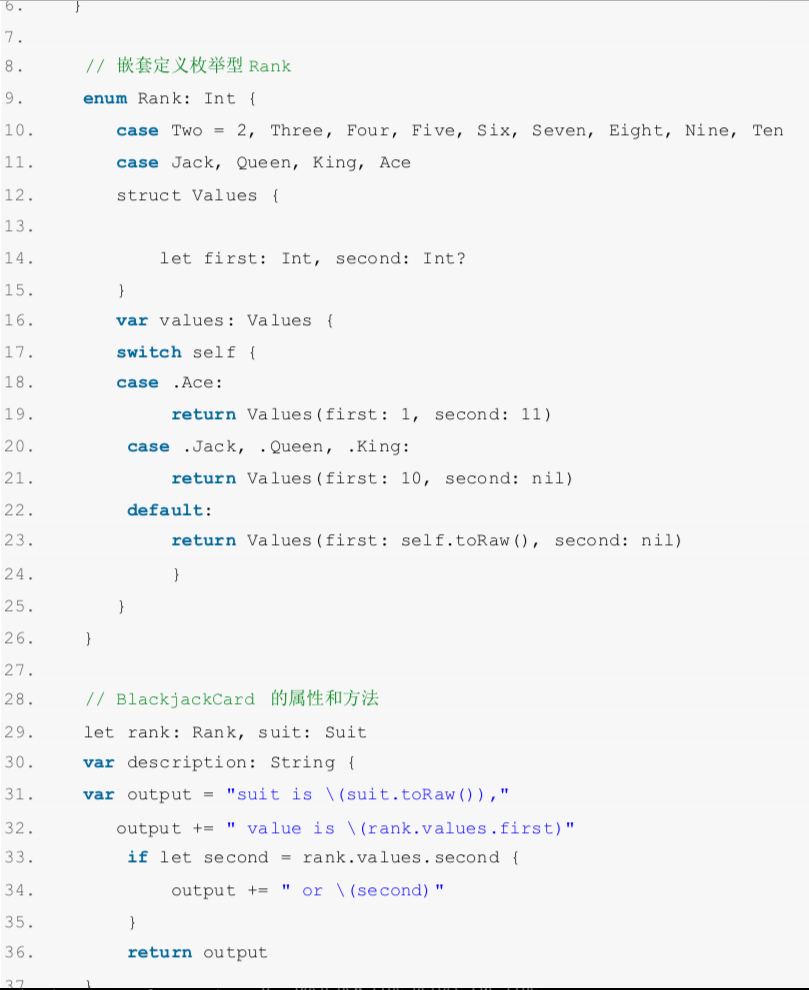 6. }
7.
8. // 嵌套定义枚举型 Rank
9. enum Rank: Int {
10. case Two = 2, Three, Four, Five, Six, Seven, Eight, Nine, Ten
11. case Jack, Queen, King, Ace
12. struct Values {
13.
14. let first: Int, second: Int?
15. }
16. var values: Values {
17. switch self {
18. case .Ace:
19. return Values(first: 1, second: 11)
20. case .Jack, .Queen, .King:
21. return Values(first: 10, second: nil)
22. default:
23. return Values(first: self.toRaw(), second: nil)
24. }
25. }
26. }
27.
28. // BlackjackCard 的属性和方法
29. let rank: Rank, suit: Suit
30. var description: String {
31. var output = "suit is \(suit.toRaw()),"
32. output += " value is \(rank.values.first)"
33. if let second = rank.values.second {
34. output += " or \(second)"
35. }
36. return output
37. }